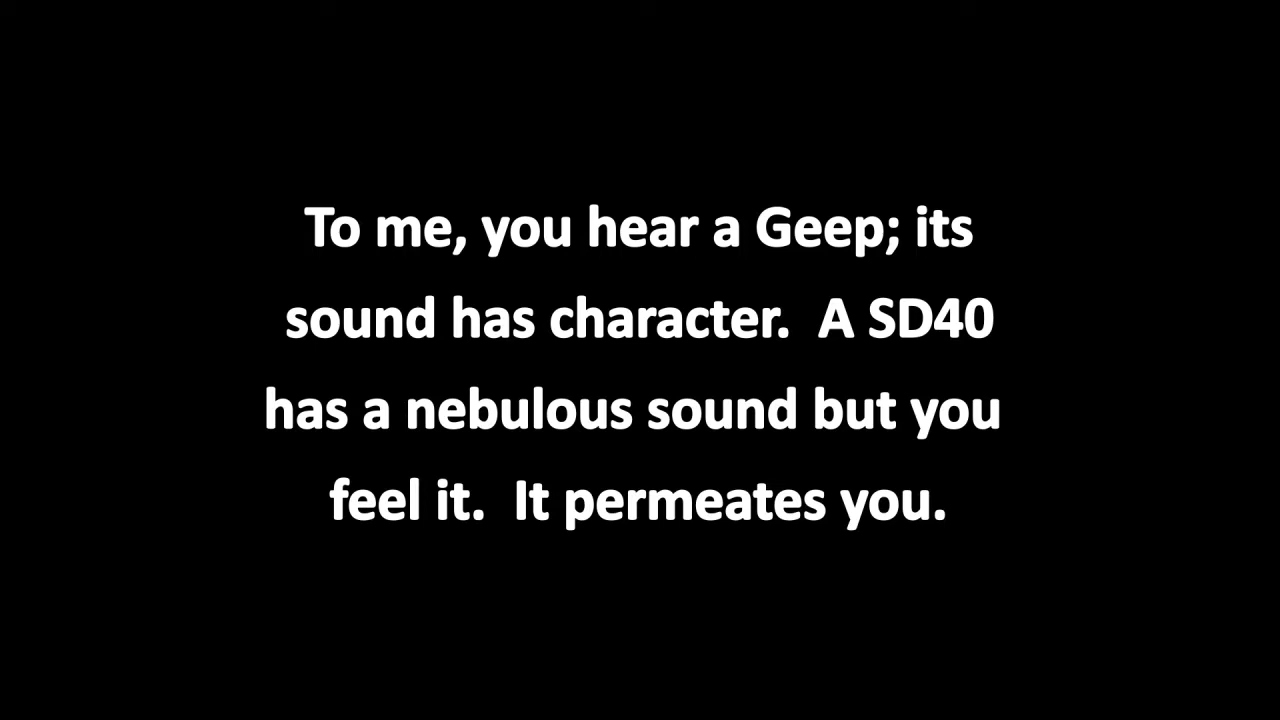 To me, you hear a Geep; its
sound has character.  A SD40
has a nebulous sound but you
feel it.  It permeates you.